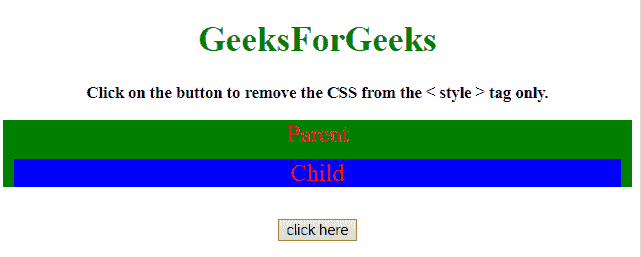 GeeksForGeeks
Click on the button to remove the CSS from the < style > tag only.
Parent
Child
click here